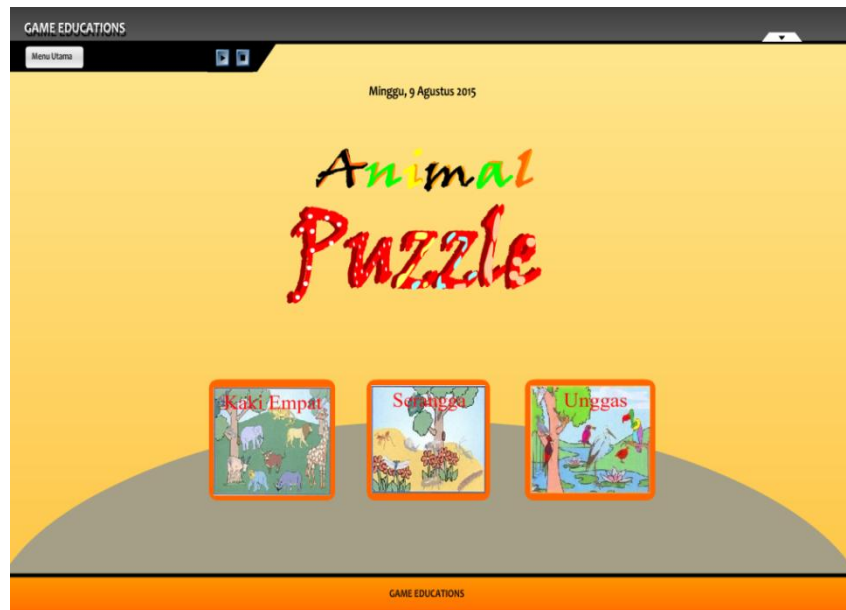 GAME EDUCATIONS
Menu Utama
Minggu, 9 Agustus 2015
Animal
Puzzle
Kaki Empat
Serangga
Unggas
GAME EDUCATIONS